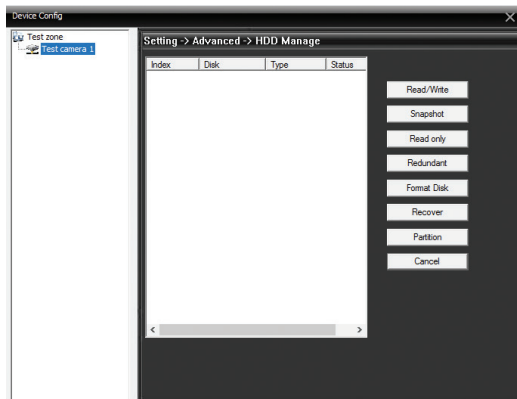 Device Config
Test zone
Test camera 1
Setting -> Advanced -> HDD Manage
Index Disk Type Status
Read/Write
Snapshot
Read only
Redundant
Format Disk
Recover
Partition
Cancel